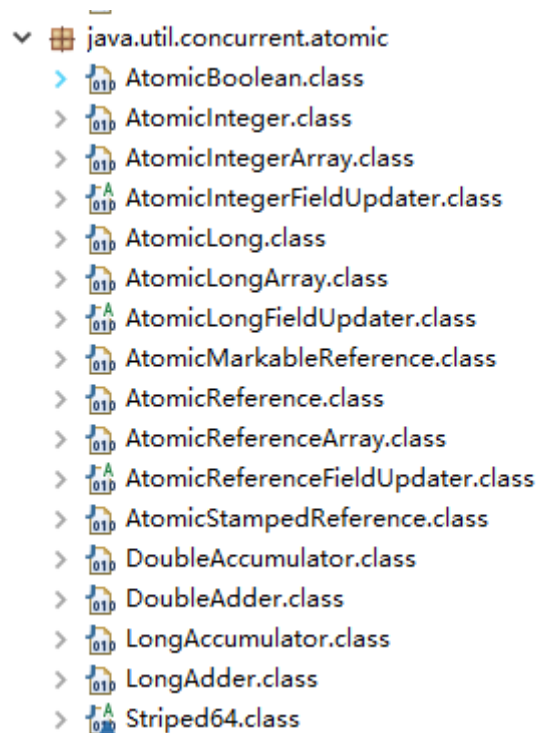 java.util.concurrent.atomic
AtomicBoolean.class
AtomicInteger.class
AtomicIntegerArray.class
AtomicIntegerFieldUpdater.class
AtomicLong.class
AtomicLongArray.class
AtomicLongFieldUpdater.class
AtomicMarkableReference.class
AtomicReference.class
AtomicReferenceArray.class
AtomicReferenceFieldUpdater.class
AtomicStampedReference.class
DoubleAccumulator.class
DoubleAdder.class
LongAccumulator.class
LongAdder.class
Striped64.class